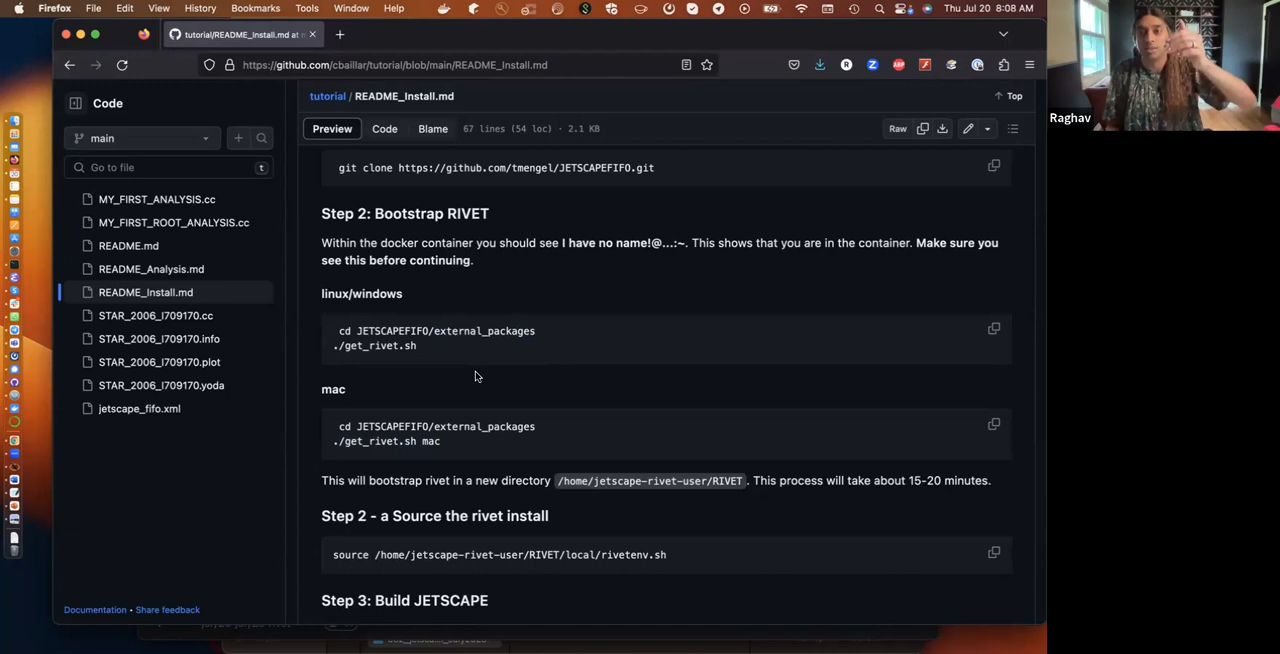 Firefox File Edit View History Bookmarks Tools Window Help
Thu Jul 20 8:08 AM
tutorial/README_Install.md at m
https://github.com/cbaillar/tutorial/blob/main/README_Install.md
Code
main
Go to file
t
MY_FIRST_ANALYSIS.cc
MY_FIRST_ROOT_ANALYSIS.cc
README.md
README_Analysis.md
README_Install.md
STAR_2006_I709170.cc
STAR_2006_I709170.info
STAR_2006_I709170.plot
STAR_2006_I709170.yoda
jetscape_fifo.xml
Documentation • Share feedback
tutorial / README_Install.md
Top
Preview Code Blame 67 lines (54 loc) · 2.1 KB
Raw
git clone https://github.com/tmengel/JETSCAPEFIFO.git
Step 2: Bootstrap RIVET
Within the docker container you should see I have no name!@...:~. This shows that you are in the container. Make sure you
see this before continuing.
linux/windows
cd JETSCAPEFIFO/external_packages
./get_rivet.sh
mac
cd JETSCAPEFIFO/external_packages
./get_rivet.sh mac
This will bootstrap rivet in a new directory /home/jetscape-rivet-user/RIVET. This process will take about 15-20 minutes.
Step 2 - a Source the rivet install
source /home/jetscape-rivet-user/RIVET/local/rivetenv.sh
Step 3: Build JETSCAPE
Raghav